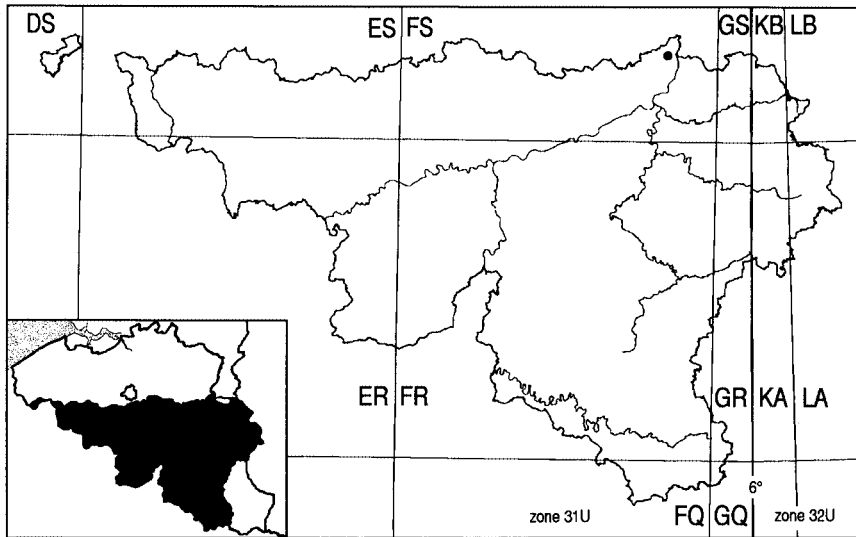 DS ES FS GS KB LB
ER FR GR KA LA
6°
zone 31U FQ GQ zone 32U